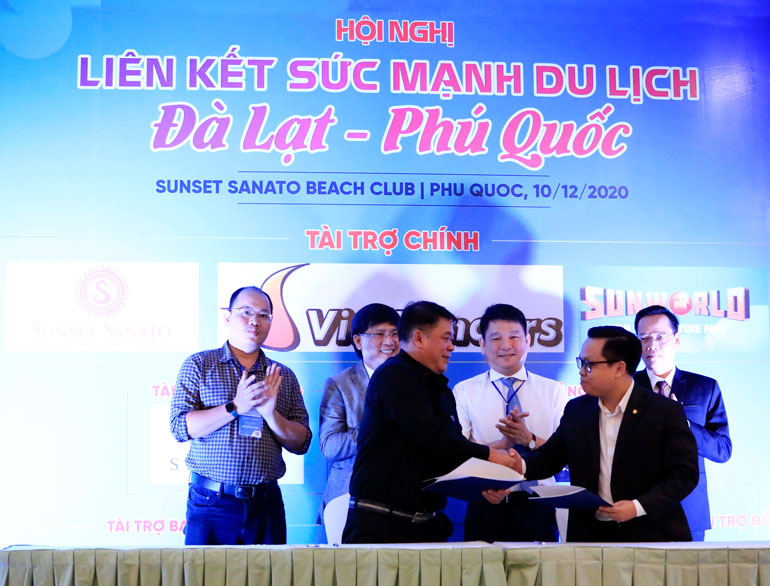 HỘI NGHỊ
LIÊN KẾT SỨC MẠNH DU LỊCH
Đà Lạt - Phú Quốc
SUNSET SANATO BEACH CLUB | PHU QUOC, 10/12/2020
TÀI TRỢ CHÍNH
S
SUNSET SANATO
SUNWORLD
TÀI TRỢ